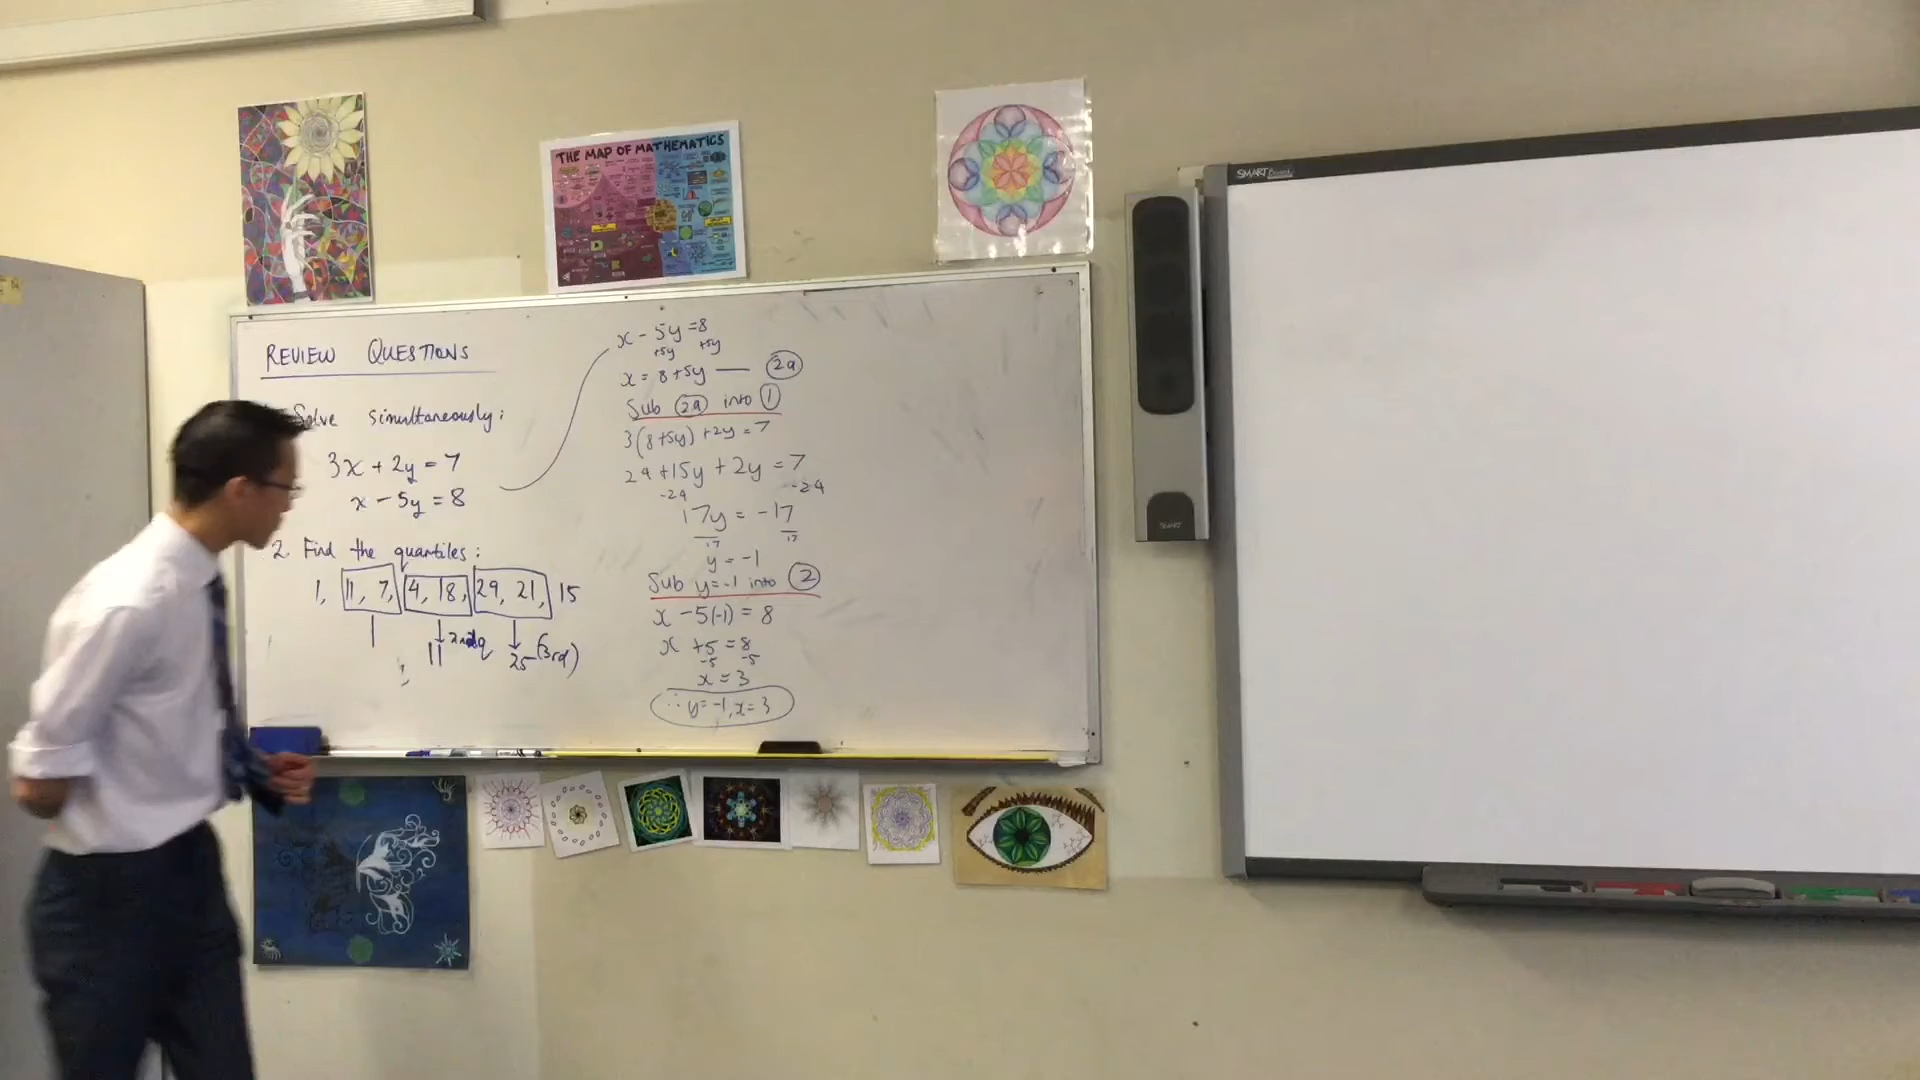 THE MAP OF MATHEMATICS
SMART Board
REVIEW QUESTIONS
Solve simultaneously:
3x + 2y = 7
x - 5y = 8
2. Find the quartiles:
1, 11, 7, 4, 18, 29, 21, 15
11 2nd q 25 (3rd)
x - 5y = 8
+5y +5y
x = 8 + 5y — 2a
Sub 2a into 1
3(8+5y) + 2y = 7
24 + 15y + 2y = 7
-24 -24
17y = -17
17 17
y = -1
Sub y=-1 into 2
x - 5(-1) = 8
x + 5 = 8
-5 -5
x = 3
∴ y = -1, x = 3
SMART